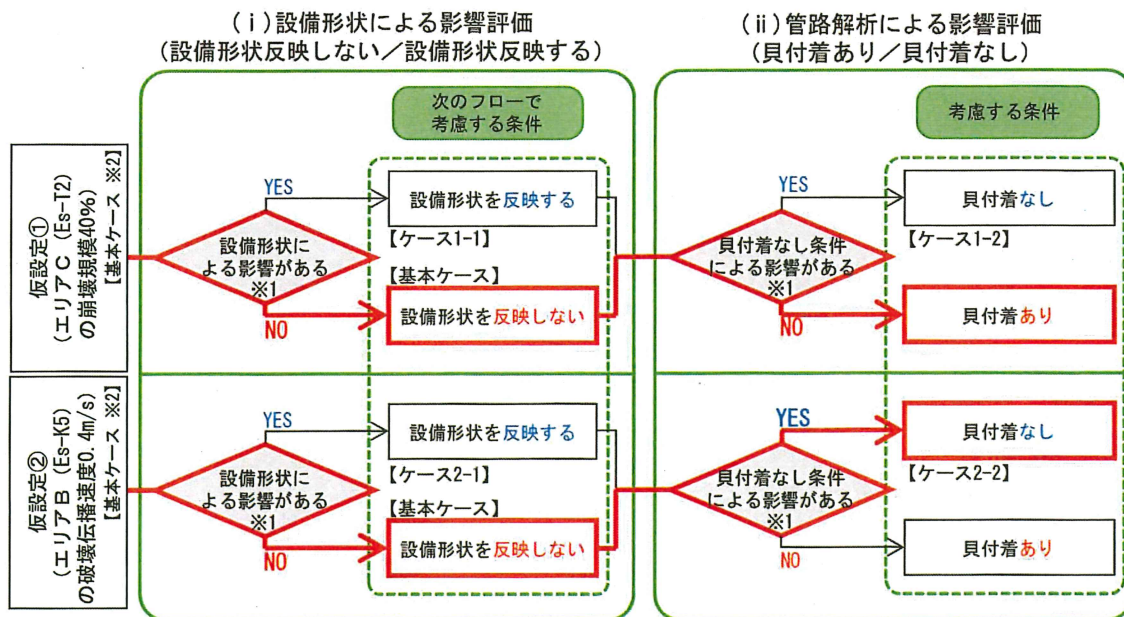 (ⅰ)設備形状による影響評価
(設備形状反映しない/設備形状反映する)
(ⅱ)管路解析による影響評価
(貝付着あり/貝付着なし)
次のフローで
考慮する条件
考慮する条件
仮設定①
(エリアC(Es-T2)
の崩壊規模40%)
【基本ケース ※2】
YES
設備形状を反映する
【ケース1-1】
設備形状に
よる影響がある
※1
【基本ケース】
NO
設備形状を反映しない
YES
貝付着なし
【ケース1-2】
貝付着なし条件
による影響がある
※1
NO
貝付着あり
仮設定②
(エリアB(Es-K5)
の破壊伝播速度0.4m/s)
【基本ケース ※2】
YES
設備形状を反映する
【ケース2-1】
設備形状に
よる影響がある
※1
【基本ケース】
NO
設備形状を反映しない
YES
貝付着なし
【ケース2-2】
貝付着なし条件
による影響がある
※1
NO
貝付着あり